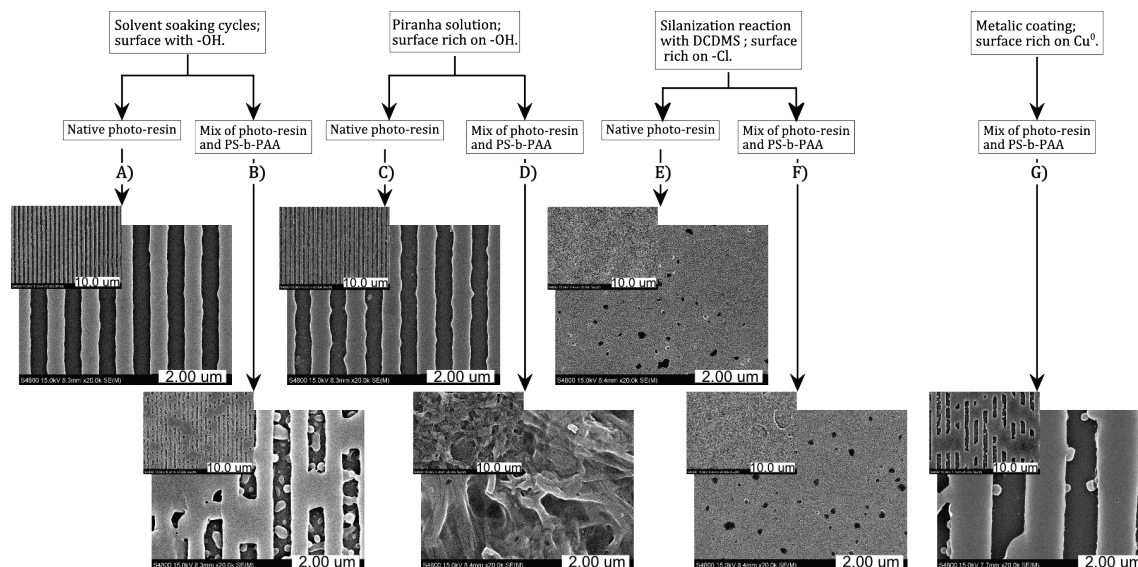 Solvent soaking cycles;
surface with -OH.
Piranha solution;
surface rich on -OH.
Silanization reaction
with DCDMS ; surface
rich on -Cl.
Metalic coating;
surface rich on Cu⁰.
Native photo-resin
Mix of photo-resin
and PS-b-PAA
Native photo-resin
Mix of photo-resin
and PS-b-PAA
Native photo-resin
Mix of photo-resin
and PS-b-PAA
Mix of photo-resin
and PS-b-PAA
A)
B)
C)
D)
E)
F)
G)
10.0 um
10.0 um
10.0 um
S4800 15.0kV 8.3mm x20.0k SE(M)
2.00 um
S4800 15.0kV 8.3mm x20.0k SE(M)
2.00 um
S4800 15.0kV 8.4mm x20.0k SE(M)
2.00 um
10.0 um
10.0 um
10.0 um
10.0 um
S4800 15.0kV 8.3mm x20.0k SE(M)
2.00 um
S4800 15.0kV 8.4mm x20.0k SE(M)
2.00 um
S4800 15.0kV 8.4mm x20.0k SE(M)
2.00 um
S4800 15.0kV 7.7mm x20.0k SE(M)
2.00 um